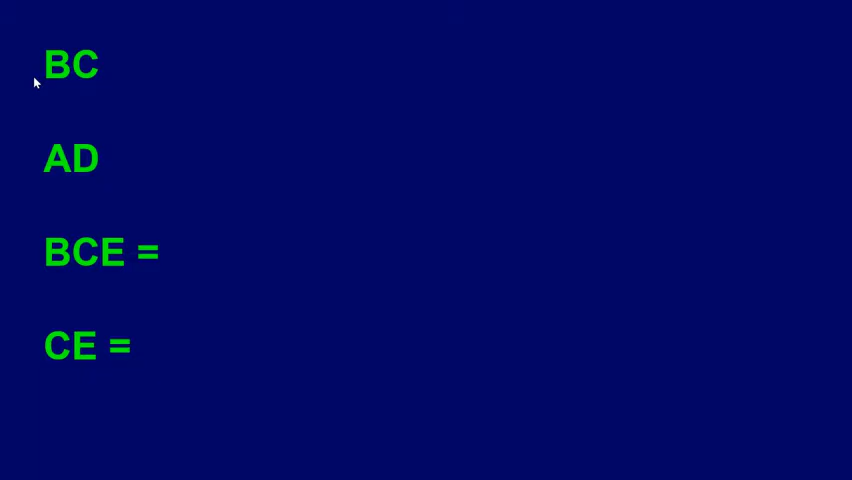 BC
AD
BCE =
CE =